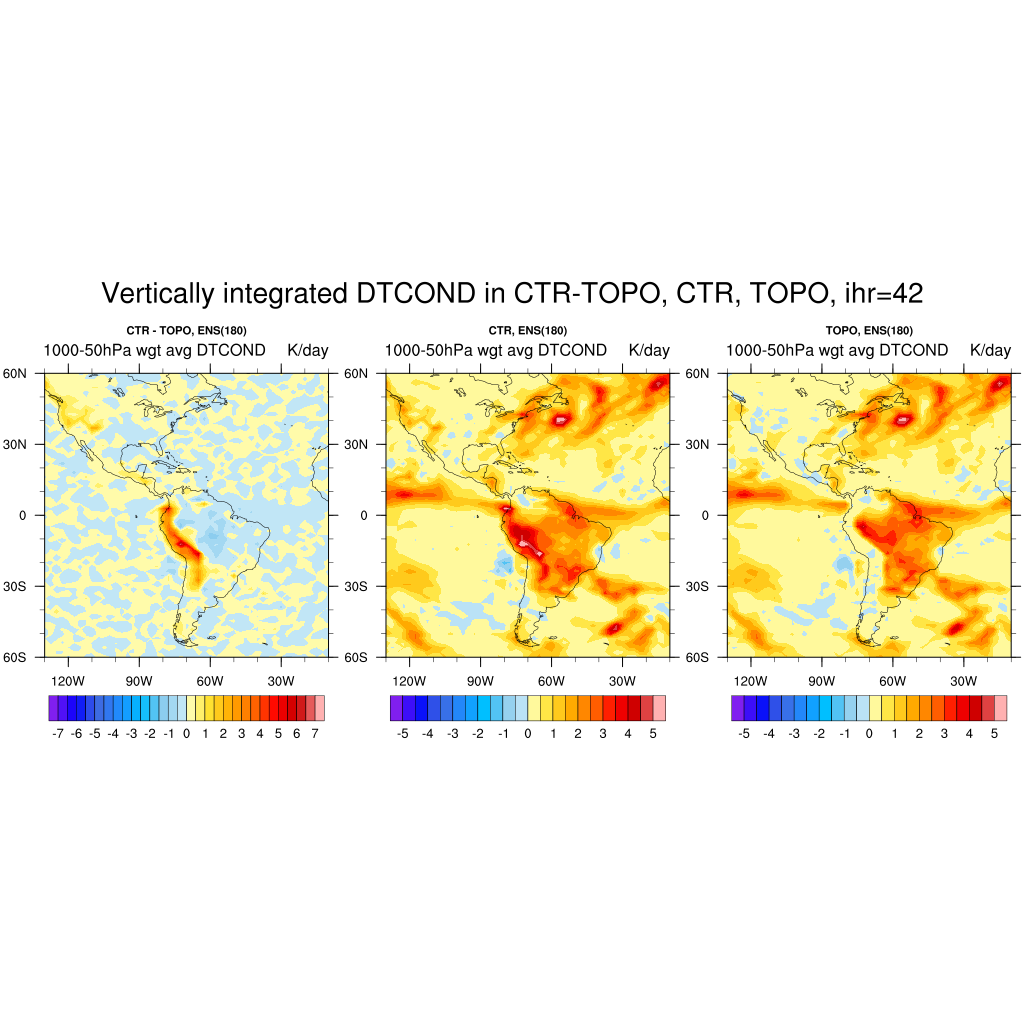 Vertically integrated DTCOND in CTR-TOPO, CTR, TOPO, ihr=42
CTR - TOPO, ENS(180)
1000-50hPa wgt avg DTCOND K/day
60N
30N
0
30S
60S
120W 90W 60W 30W
-7 -6 -5 -4 -3 -2 -1 0 1 2 3 4 5 6 7
CTR, ENS(180)
1000-50hPa wgt avg DTCOND K/day
60N
30N
0
30S
60S
120W 90W 60W 30W
-5 -4 -3 -2 -1 0 1 2 3 4 5
TOPO, ENS(180)
1000-50hPa wgt avg DTCOND K/day
60N
30N
0
30S
60S
120W 90W 60W 30W
-5 -4 -3 -2 -1 0 1 2 3 4 5